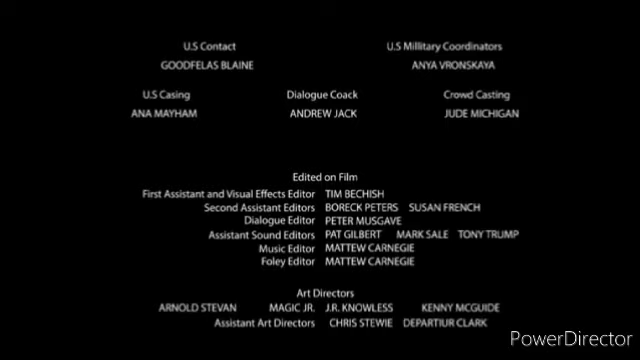 U.S Contact U.S Millitary Coordinators
GOODFELAS BLAINE ANYA VRONSKAYA
U.S Casing Dialogue Coack Crowd Casting
ANA MAYHAM ANDREW JACK JUDE MICHIGAN
Edited on Film
First Assistant and Visual Effects Editor TIM BECHISH
Second Assistant Editors BORECK PETERS SUSAN FRENCH
Dialogue Editor PETER MUSGAVE
Assistant Sound Editors PAT GILBERT MARK SALE TONY TRUMP
Music Editor MATTEW CARNEGIE
Foley Editor MATTEW CARNEGIE
Art Directors
ARNOLD STEVAN MAGIC JR. J.R. KNOWLESS KENNY MCGUIDE
Assistant Art Directors CHRIS STEWIE DEPARTIUR CLARK
PowerDirector